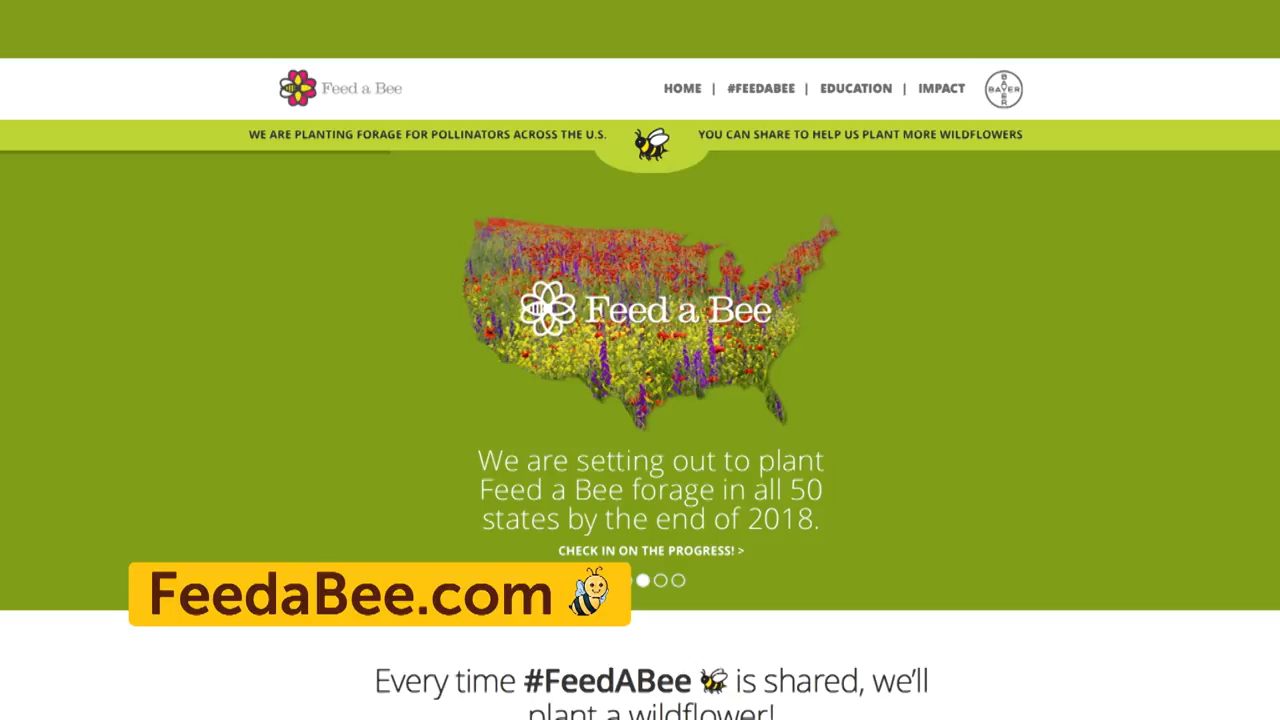 Feed a Bee
HOME | #FEEDABEE | EDUCATION | IMPACT
BAYER
BAYER
WE ARE PLANTING FORAGE FOR POLLINATORS ACROSS THE U.S.
YOU CAN SHARE TO HELP US PLANT MORE WILDFLOWERS
Feed a Bee
We are setting out to plant
Feed a Bee forage in all 50
states by the end of 2018.
CHECK IN ON THE PROGRESS! >
FeedaBee.com
Every time #FeedABee is shared, we'll
plant a wildflower!